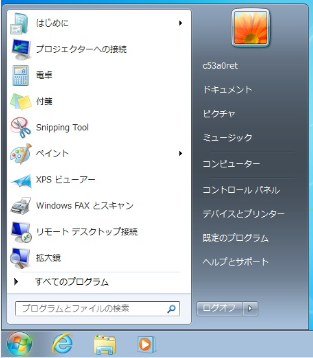 はじめに
プロジェクターへの接続
電卓
付箋
Snipping Tool
ペイント
XPS ビューアー
Windows FAX とスキャン
リモート デスクトップ接続
拡大鏡
すべてのプログラム
プログラムとファイルの検索
c53a0ret
ドキュメント
ピクチャ
ミュージック
コンピューター
コントロール パネル
デバイスとプリンター
既定のプログラム
ヘルプとサポート
ログオフ